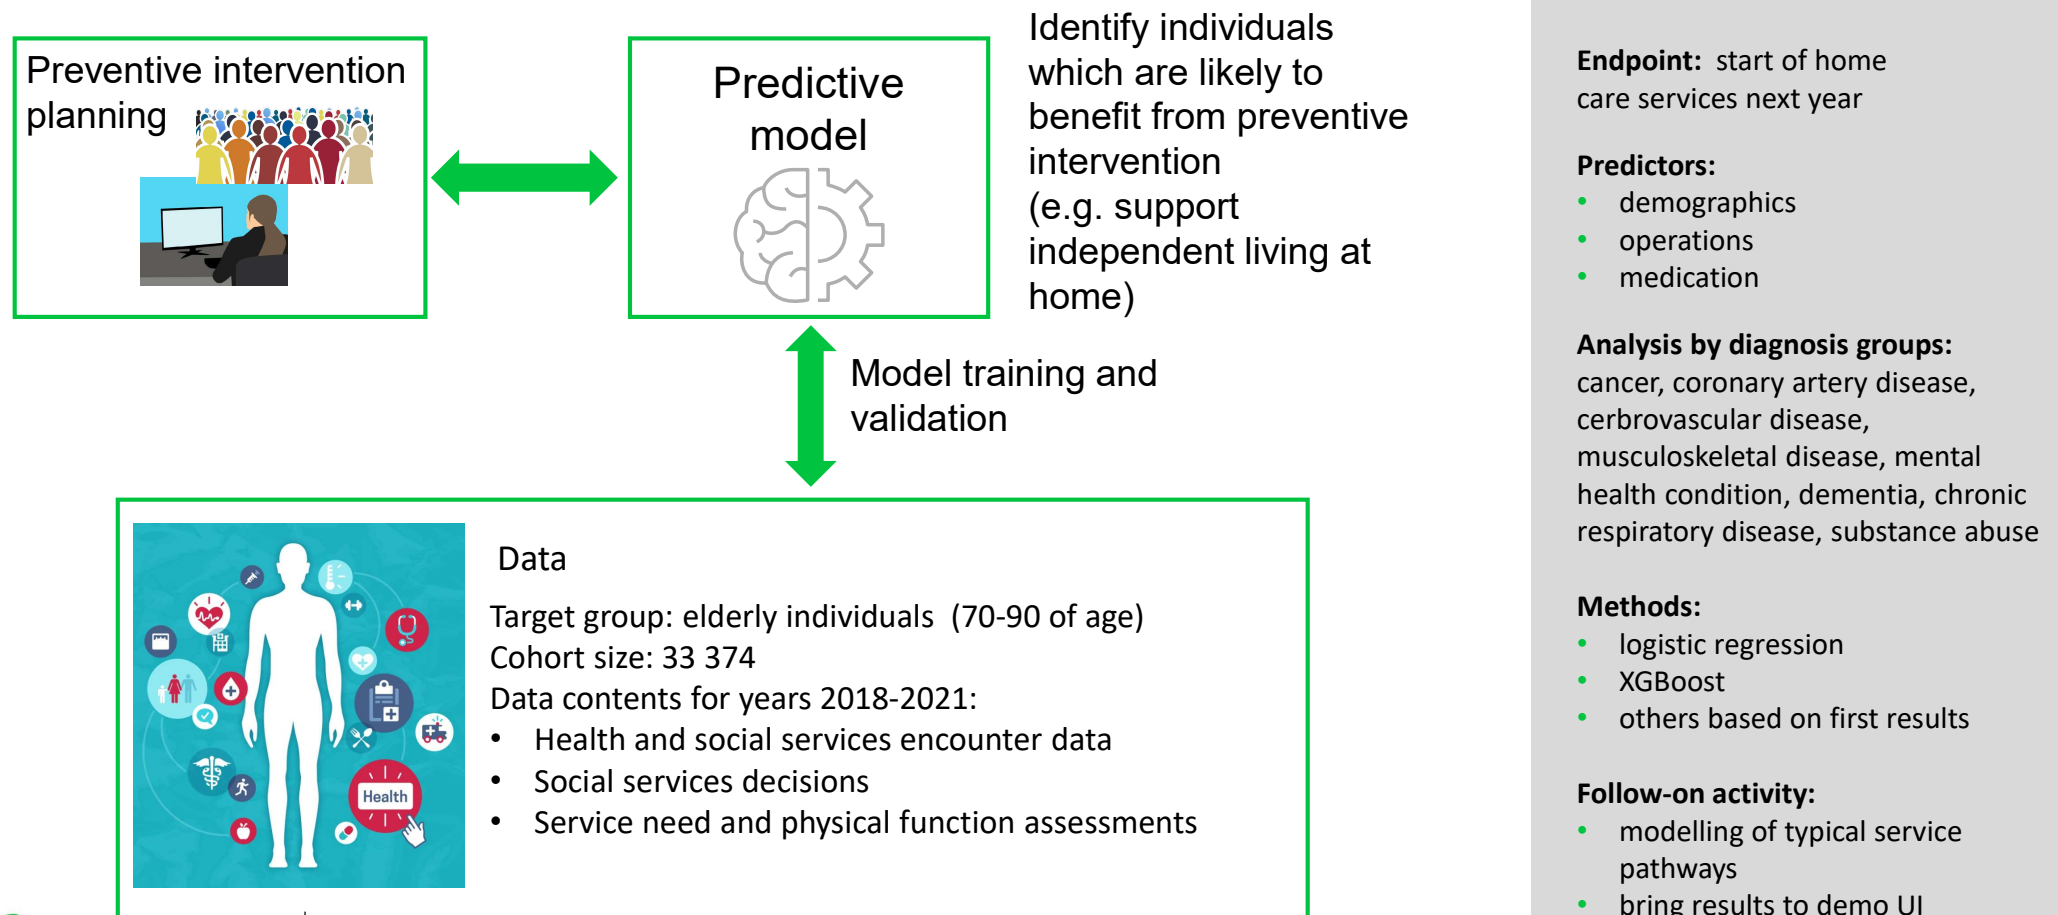 Preventive intervention
planning
Predictive
model
Identify individuals
which are likely to
benefit from preventive
intervention
(e.g. support
independent living at
home)
Model training and
validation
Data
Target group: elderly individuals (70-90 of age)
Cohort size: 33 374
Data contents for years 2018-2021:
• Health and social services encounter data
• Social services decisions
• Service need and physical function assessments
Health
Endpoint: start of home
care services next year
Predictors:
• demographics
• operations
• medication
Analysis by diagnosis groups:
cancer, coronary artery disease,
cerbrovascular disease,
musculoskeletal disease, mental
health condition, dementia, chronic
respiratory disease, substance abuse
Methods:
• logistic regression
• XGBoost
• others based on first results
Follow-on activity:
• modelling of typical service
pathways
• bring results to demo UI